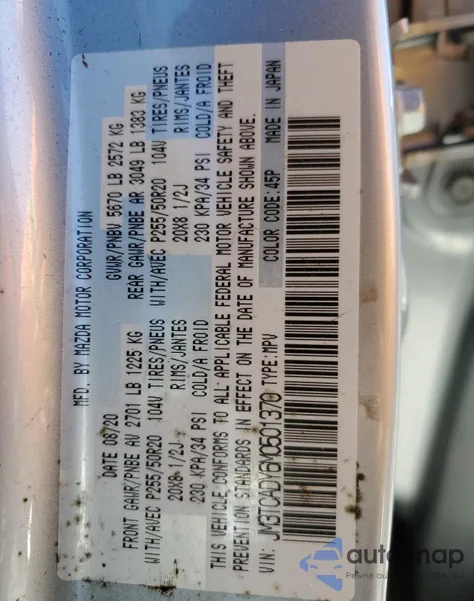 MFD. BY MAZDA MOTOR CORPORATION
DATE 08/20 GVWR/PNBV 5670 LB 2572 KG
FRONT GAWR/PNBE AV 2701 LB 1225 KG REAR GAWR/PNBE AR 3049 LB 1383 KG
WITH/AVEC P255/50R20 104V TIRES/PNEUS WITH/AVEC P255/50R20 104V TIRES/PNEUS
20X8 1/2J RIMS/JANTES 20X8 1/2J RIMS/JANTES
230 KPA/34 PSI COLD/A FROID 230 KPA/34 PSI COLD/A FROID
THIS VEHICLE CONFORMS TO ALL APPLICABLE FEDERAL MOTOR VEHICLE SAFETY AND THEFT
PREVENTION STANDARDS IN EFFECT ON THE DATE OF MANUFACTURE SHOWN ABOVE.
VIN: JM3TCADY6M0501370 TYPE:MPV COLOR CODE:45P MADE IN JAPAN
autosnap